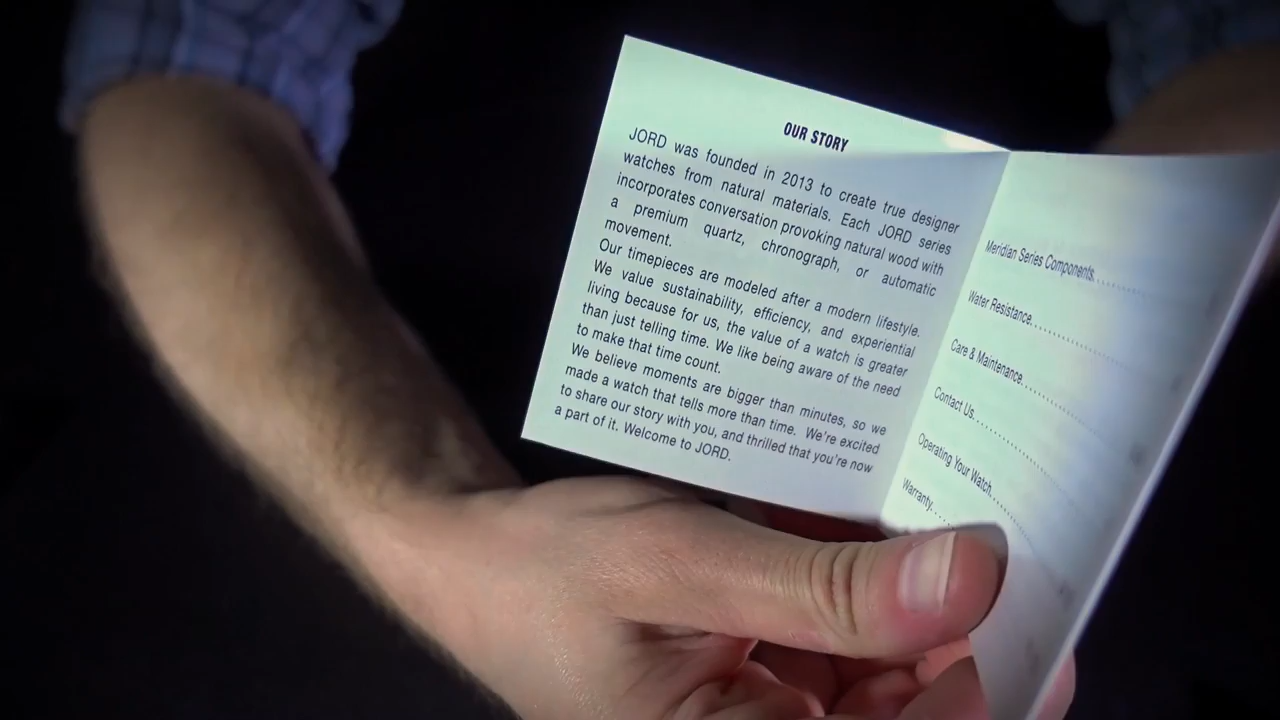 OUR STORY
JORD was founded in 2013 to create true designer
watches from natural materials. Each JORD series
incorporates conversation provoking natural wood with
a premium quartz, chronograph, or automatic
movement.
Our timepieces are modeled after a modern lifestyle.
We value sustainability, efficiency, and experiential
living because for us, the value of a watch is greater
than just telling time. We like being aware of the need
to make that time count.
We believe moments are bigger than minutes, so we
made a watch that tells more than time. We're excited
to share our story with you, and thrilled that you're now
a part of it. Welcome to JORD.
Meridian Series Components
Water Resistance
Care & Maintenance
Contact Us
Operating Your Watch
Warranty